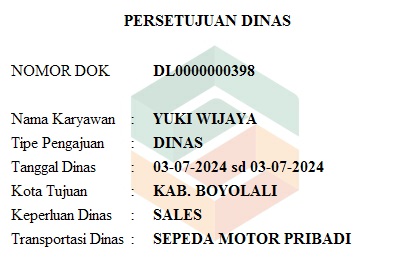 PERSETUJUAN DINAS
NOMOR DOK DL0000000398
Nama Karyawan : YUKI WIJAYA
Tipe Pengajuan : DINAS
Tanggal Dinas : 03-07-2024 sd 03-07-2024
Kota Tujuan : KAB. BOYOLALI
Keperluan Dinas : SALES
Transportasi Dinas : SEPEDA MOTOR PRIBADI